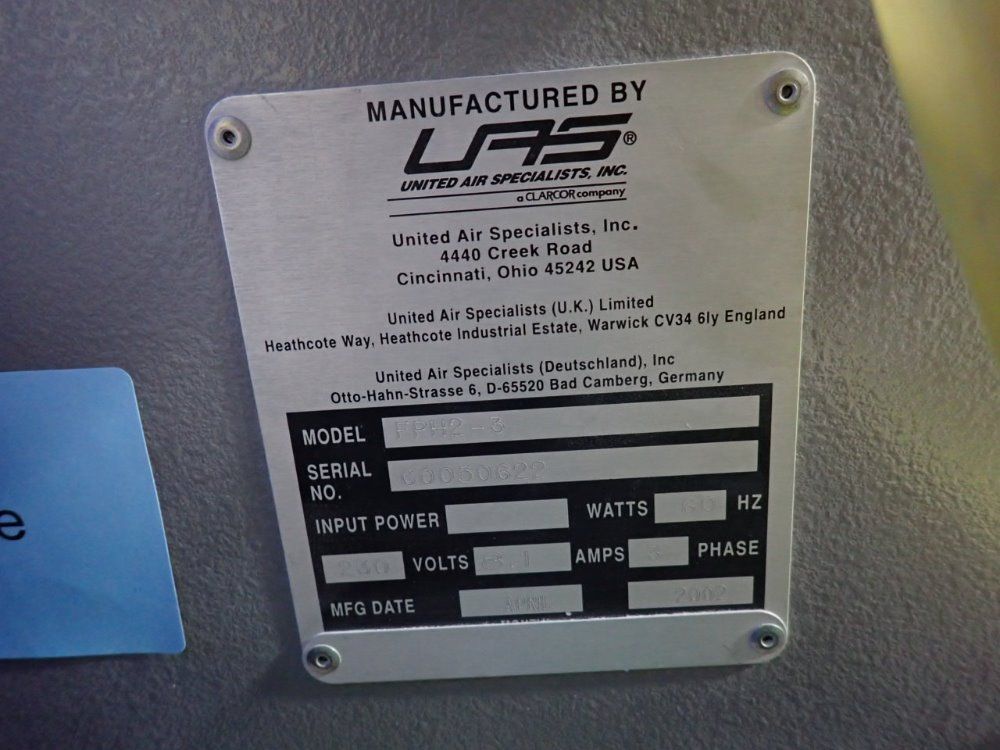 MANUFACTURED BY
UAS®
UNITED AIR SPECIALISTS, INC.
a CLARCOR company
United Air Specialists, Inc.
4440 Creek Road
Cincinnati, Ohio 45242 USA
United Air Specialists (U.K.) Limited
Heathcote Way, Heathcote Industrial Estate, Warwick CV34 6ly England
United Air Specialists (Deutschland), Inc
Otto-Hahn-Strasse 6, D-65520 Bad Camberg, Germany
MODEL
SERIAL
NO.
INPUT POWER WATTS 60 HZ
240 VOLTS AMPS 3 PHASE
MFG DATE APRIL 2002
e